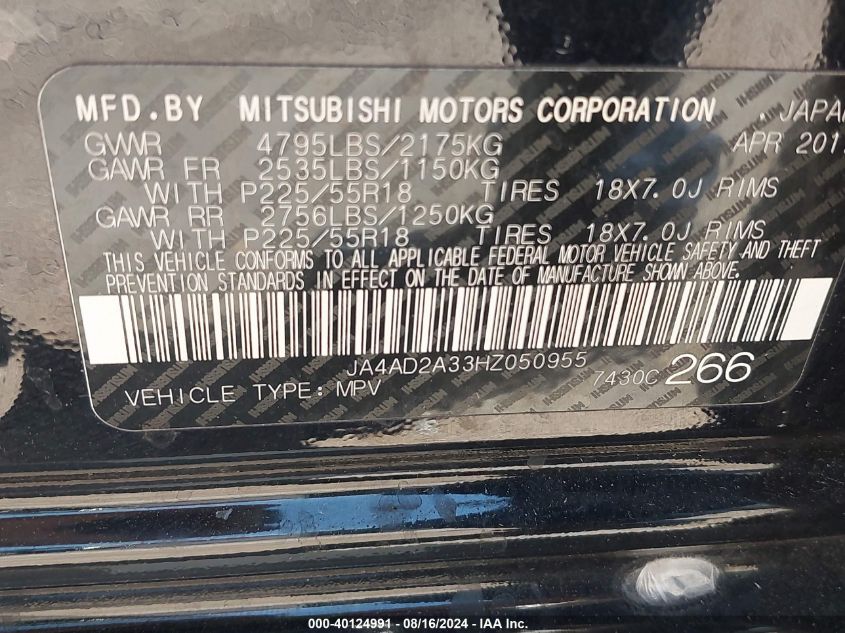 MFD.BY MITSUBISHI MOTORS CORPORATION
GVWR 4795LBS/2175KG APR
GAWR FR 2535LBS/1150KG
WITH P225/55R18 TIRES 18X7.0J RIMS
GAWR RR 2756LBS/1250KG
WITH P225/55R18 TIRES 18X7.0J RIMS
THIS VEHICLE CONFORMS TO ALL APPLICABLE FEDERAL MOTOR VEHICLE SAFETY AND THEFT
PREVENTION STANDARDS IN EFFECT ON THE DATE OF MANUFACTURE SHOWN ABOVE.
JA4AD2A33HZ050955
VEHICLE TYPE: MPV 7430C 266
000-40124991 - 08/16/2024 - IAAI.com